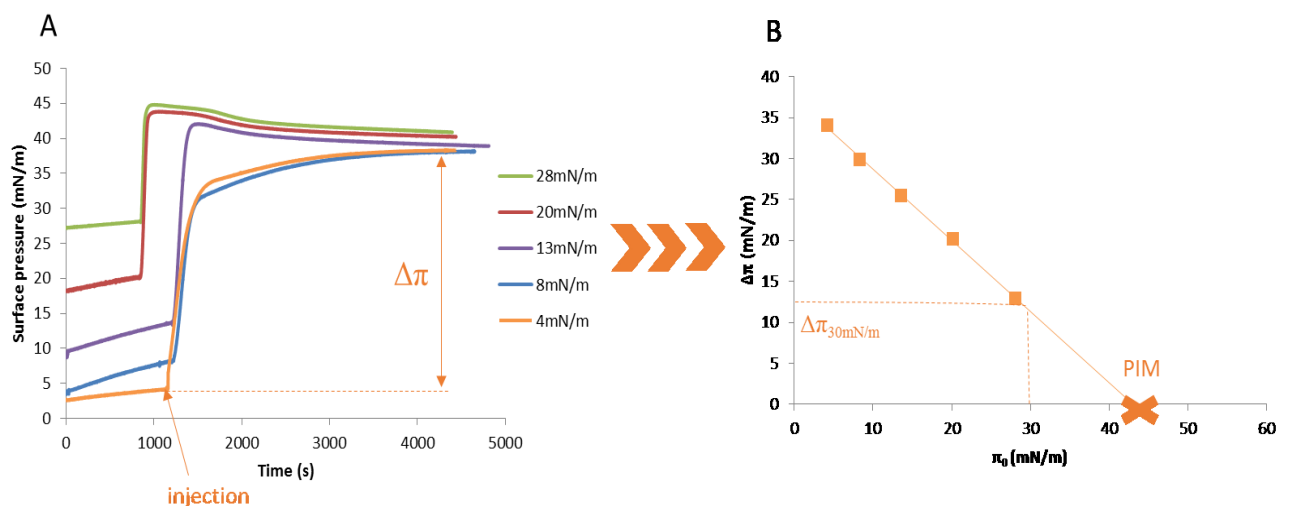 A
Surface pressure (mN/m)
50
45
40
35
30
25
20
15
10
5
0
0
1000
2000
3000
4000
5000
Time (s)
injection
Δπ
28mN/m
20mN/m
13mN/m
8mN/m
4mN/m
B
Δπ (mN/m)
40
35
30
25
20
15
10
5
0
Δπ30mN/m
PIM
0
10
20
30
40
50
60
π0 (mN/m)